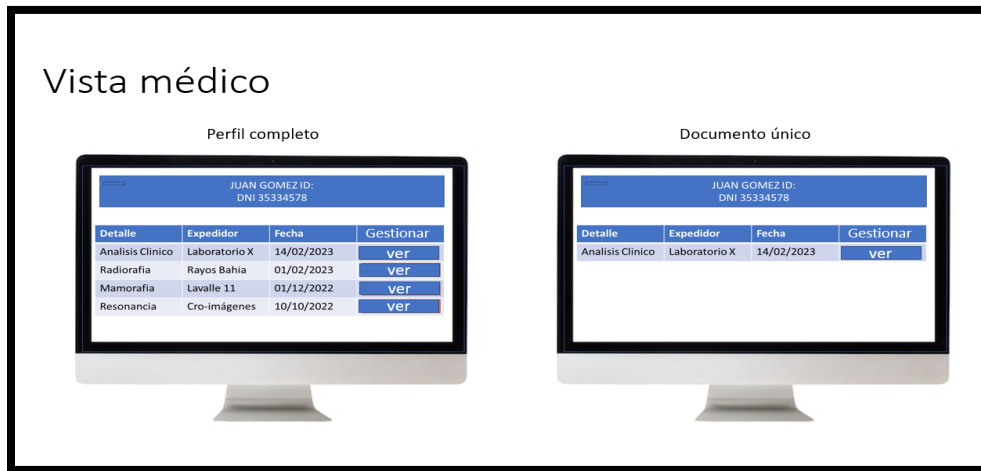 Vista médico
Perfil completo
JUAN GOMEZ ID:
DNI 35334578
Detalle Expedidor Fecha Gestionar
Analisis Clinico Laboratorio X 14/02/2023 ver
Radiorafia Rayos Bahia 01/02/2023 ver
Mamorafia Lavalle 11 01/12/2022 ver
Resonancia Cro-imágenes 10/10/2022 ver
Documento único
JUAN GOMEZ ID:
DNI 35334578
Detalle Expedidor Fecha Gestionar
Analisis Clinico Laboratorio X 14/02/2023 ver